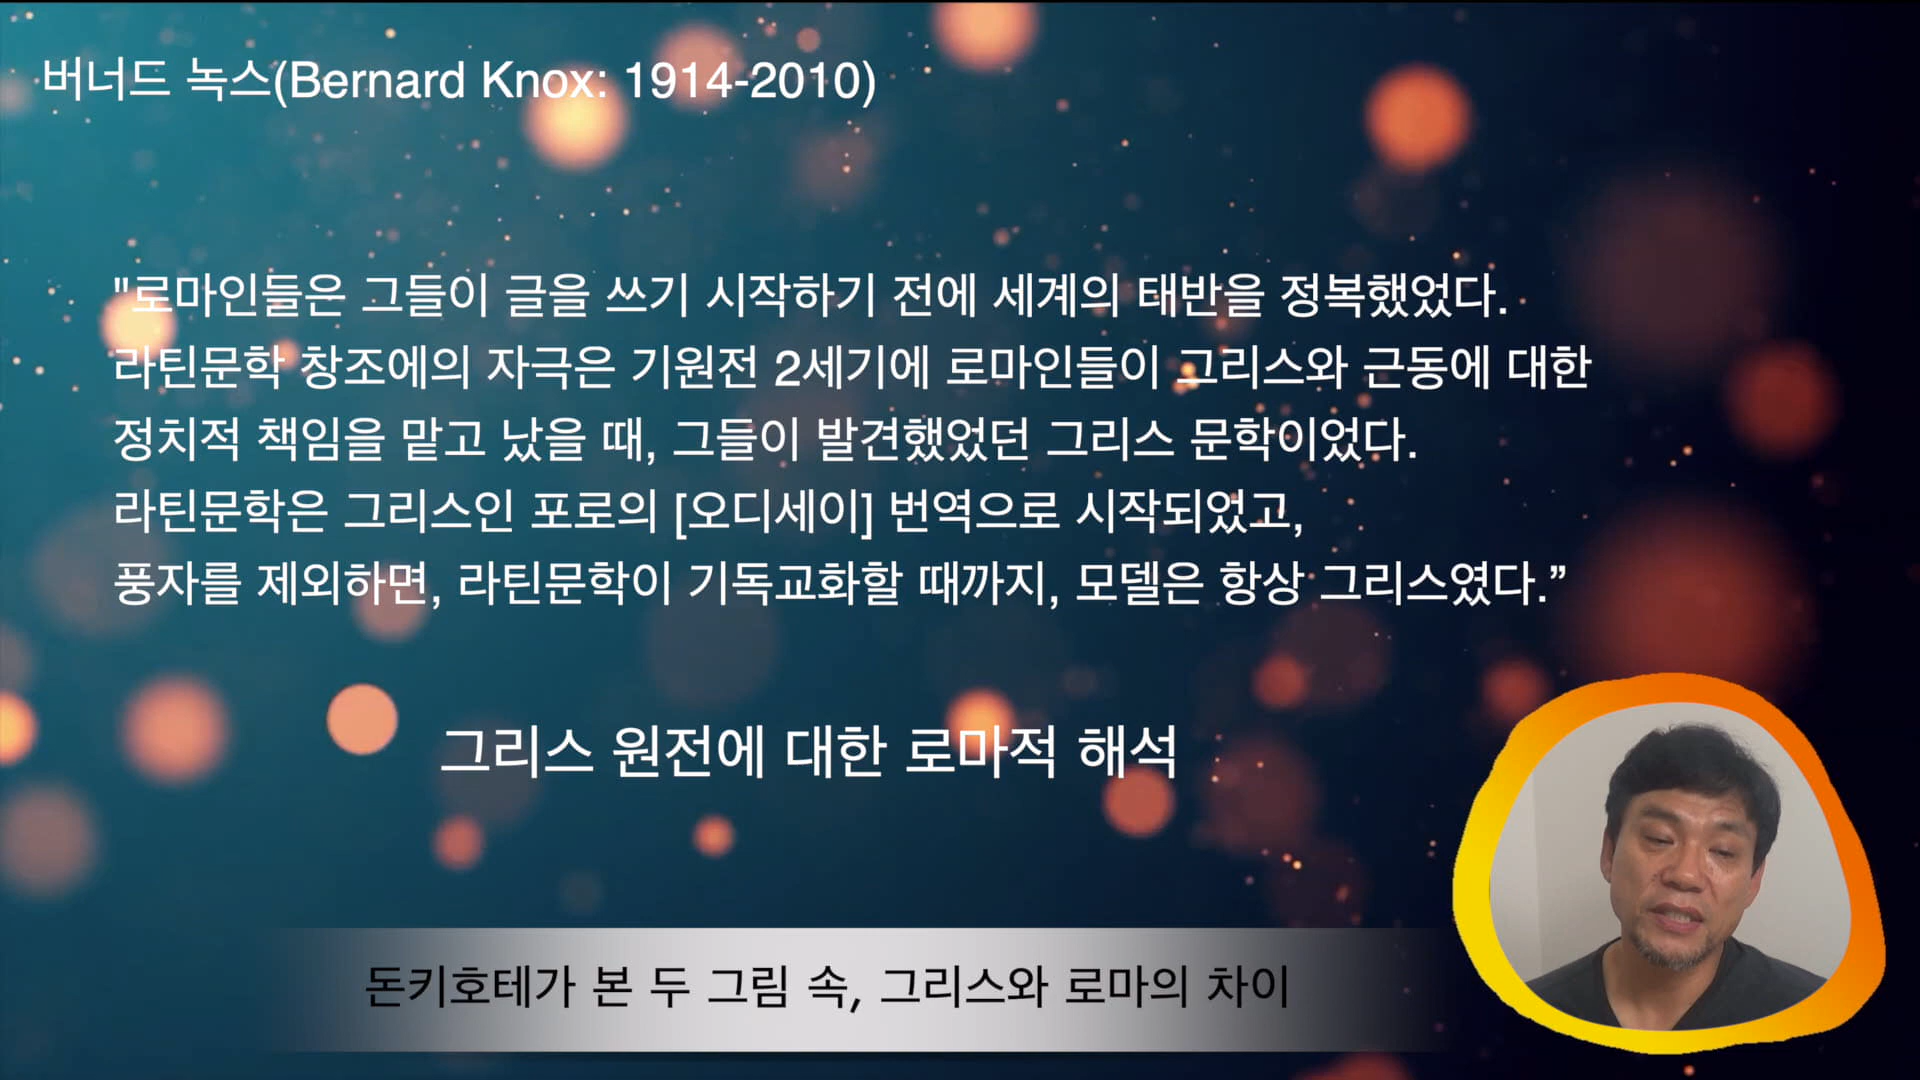 버너드 녹스(Bernard Knox: 1914-2010)
"로마인들은 그들이 글을 쓰기 시작하기 전에 세계의 태반을 정복했었다.
라틴문학 창조에의 자극은 기원전 2세기에 로마인들이 그리스와 근동에 대한
정치적 책임을 맡고 났을 때, 그들이 발견했었던 그리스 문학이었다.
라틴문학은 그리스인 포로의 [오디세이] 번역으로 시작되었고,
풍자를 제외하면, 라틴문학이 기독교화할 때까지, 모델은 항상 그리스였다.”
그리스 원전에 대한 로마적 해석
돈키호테가 본 두 그림 속, 그리스와 로마의 차이